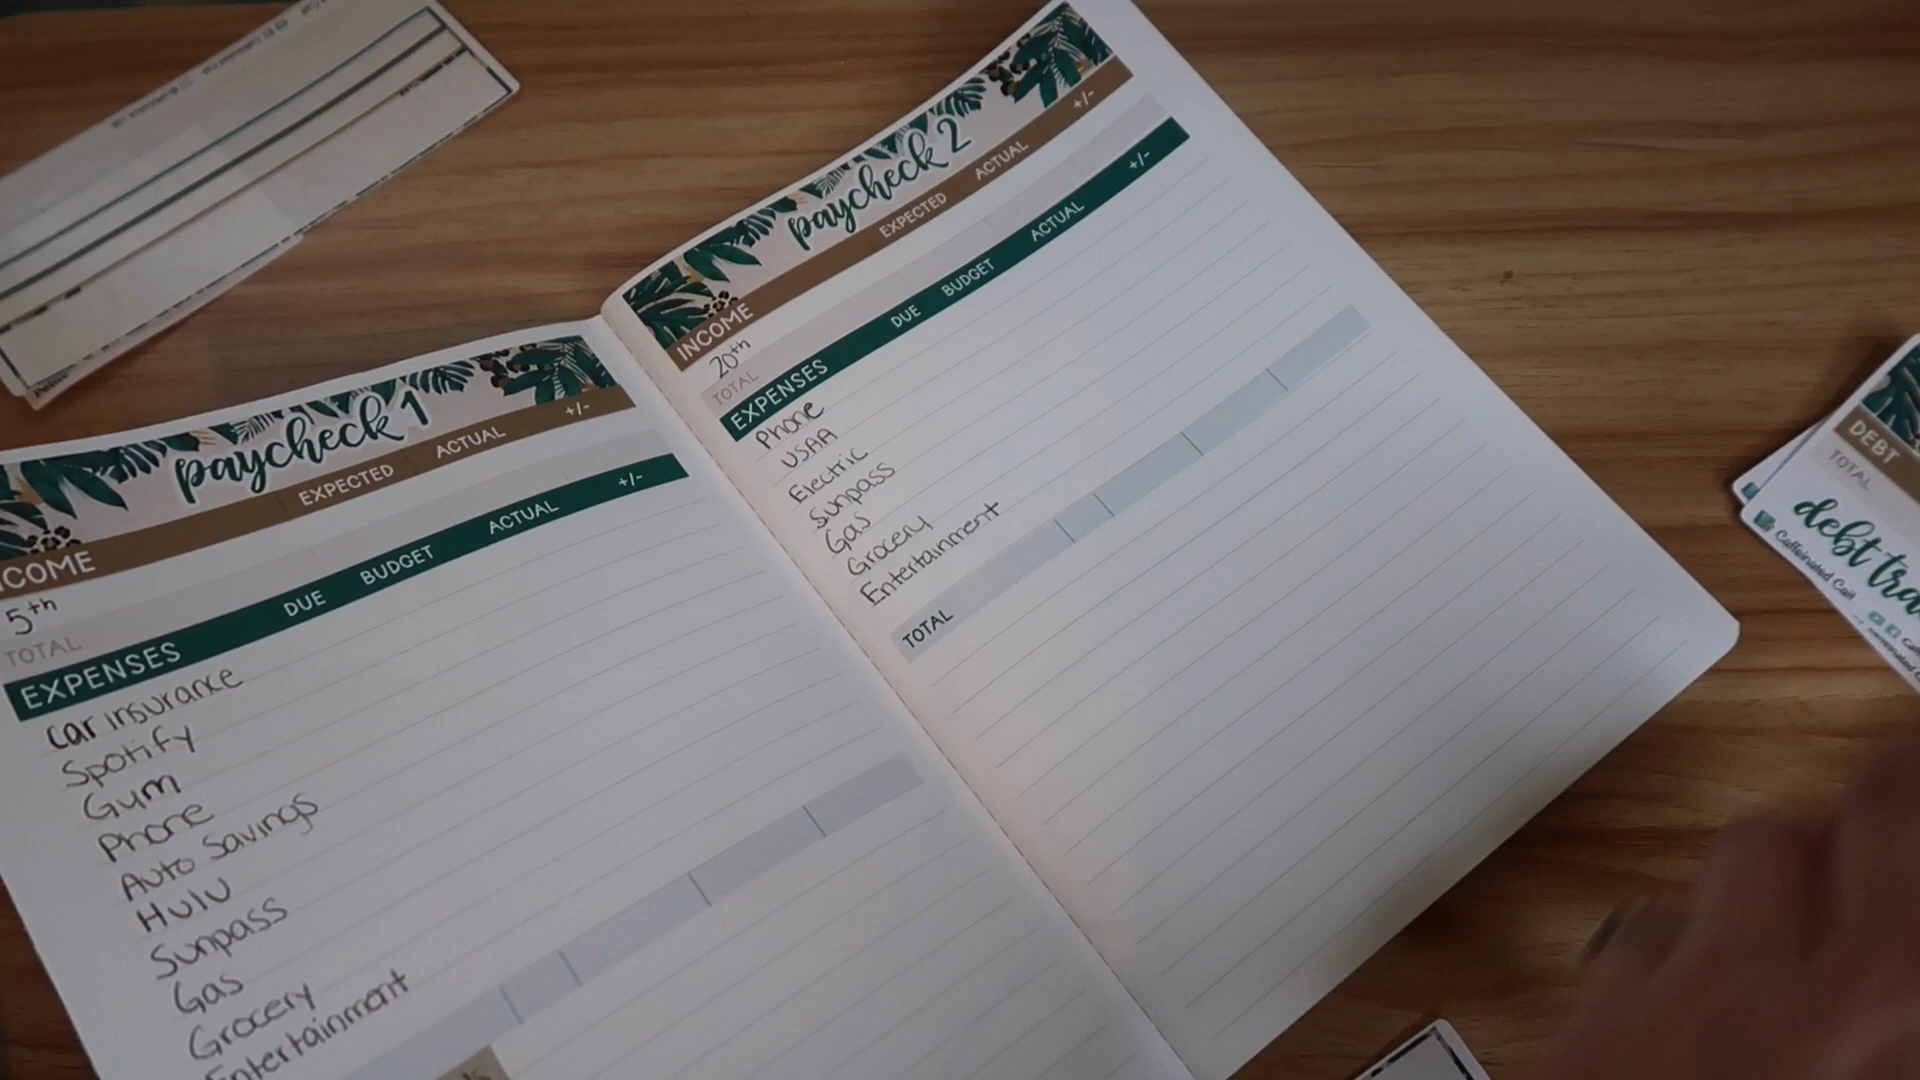 paycheck 1
INCOME EXPECTED ACTUAL +/-
5th
TOTAL
EXPENSES DUE BUDGET ACTUAL +/-
Car insurance
Spotify
Gym
Phone
Auto Savings
Hulu
Sunpass
Gas
Grocery
Entertainment
paycheck 2
INCOME EXPECTED ACTUAL +/-
20th
TOTAL
EXPENSES DUE BUDGET ACTUAL +/-
Phone
USAA
Electric
Sunpass
Gas
Grocery
Entertainment
TOTAL
DEBT
TOTAL
debt tra
Caffeinated Cait